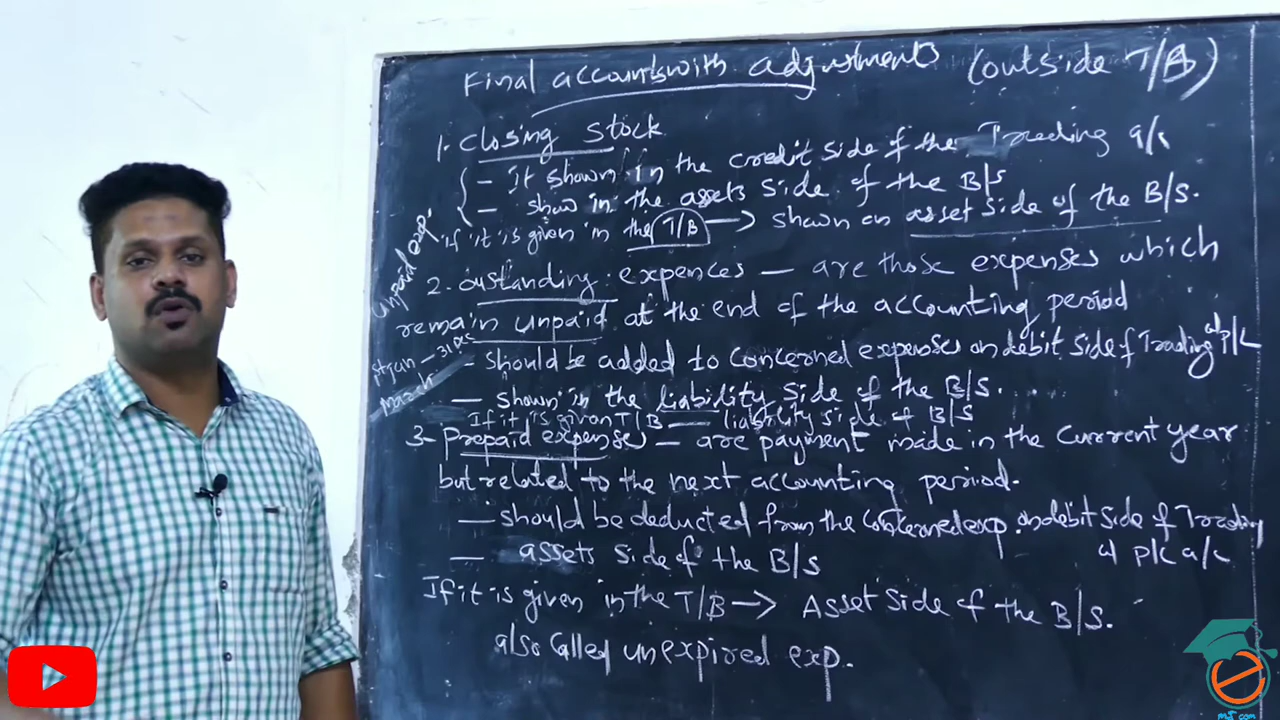 Final accounts with adjustments (outside T/B)
1. Closing stock
- It shown in the credit side of the Trading a/c
- show in the assets side of the B/S
If it is given in the T/B → shown on asset side of the B/S.
unpaid exp.
2. oustanding expences - are those expenses which
remain unpaid at the end of the accounting period
- should be added to concerned expenses on debit side of Trading a/ P/L
- shown in the liability side of the B/S.
If it is given T/B — liability side of B/S
3- prepaid expenses - are payment made in the current year
but related to the next accounting period.
- should be deducted from the concerned exp. on debit side of Trading
a/ P/L a/c
- assets side of the B/S
If it is given in the T/B → Asset side of the B/S.
also called unexpired exp.